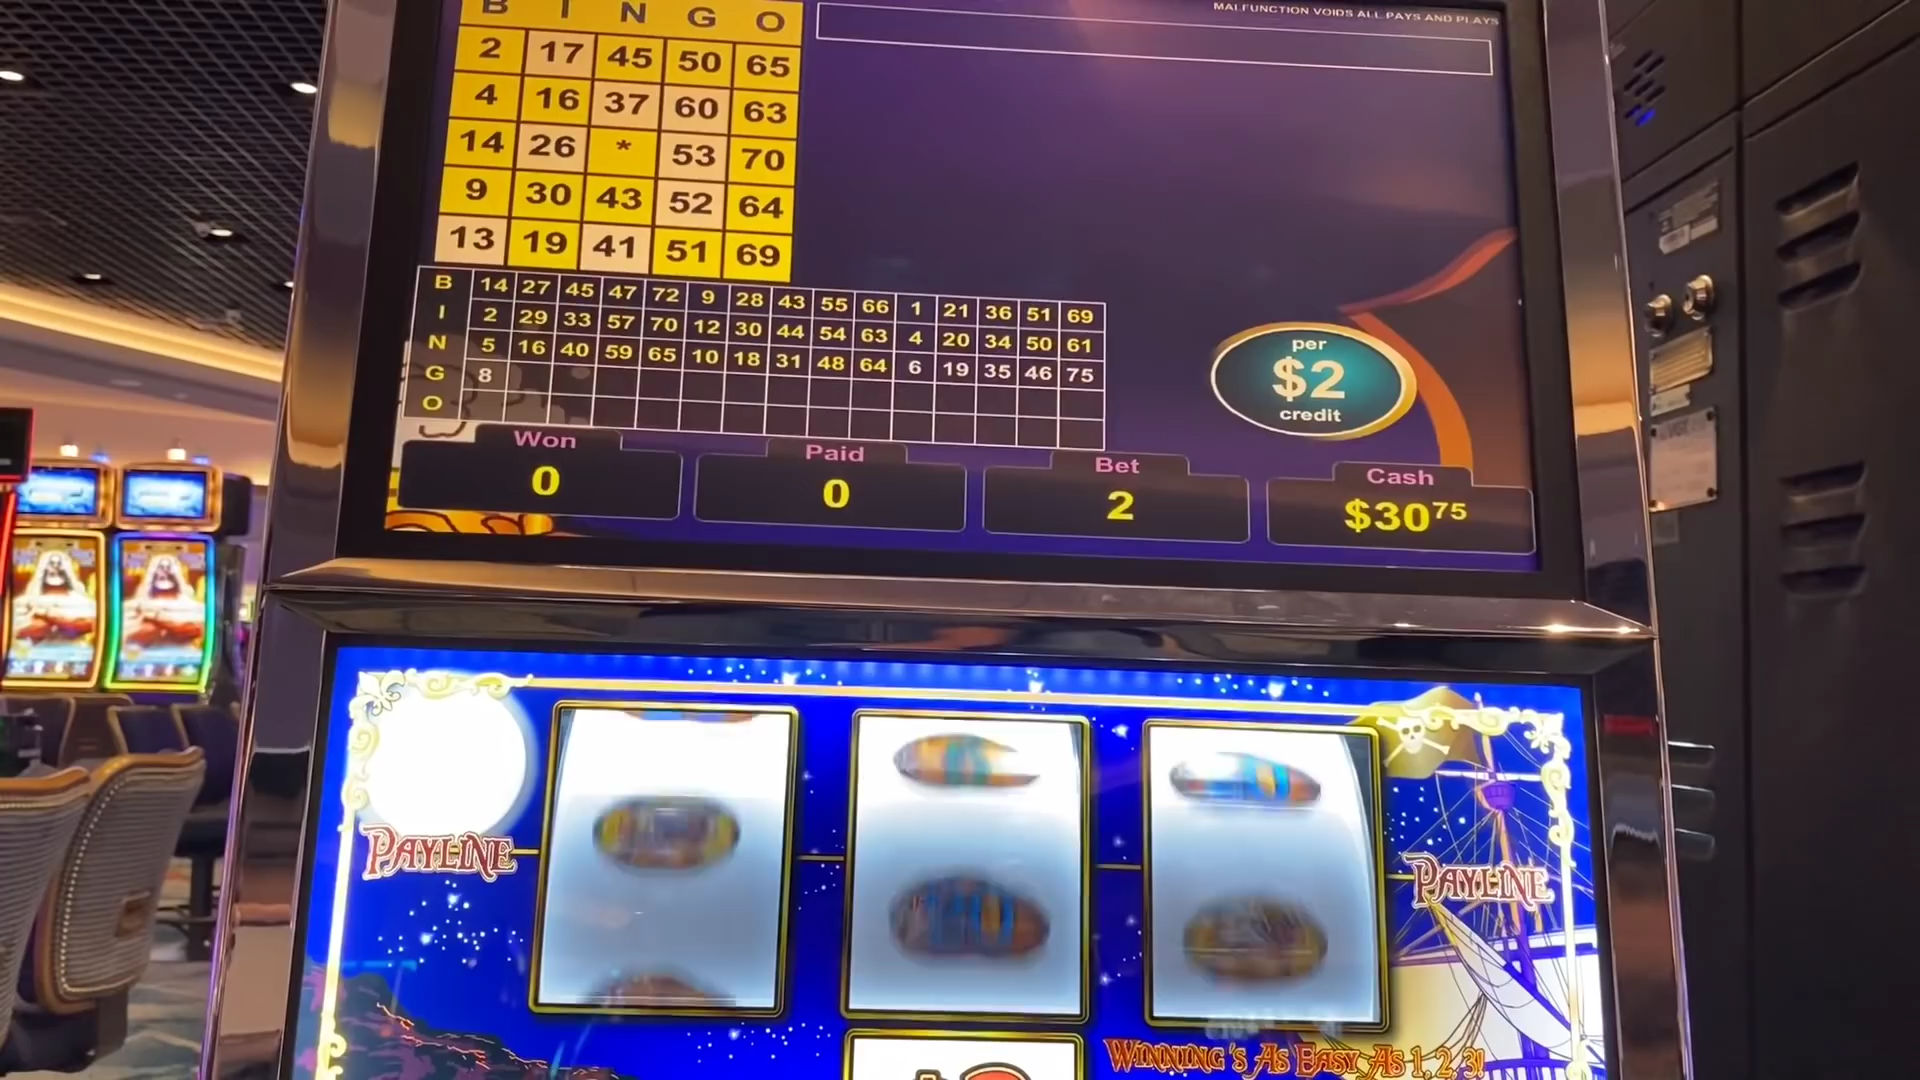 MALFUNCTION VOIDS ALL PAYS AND PLAYS
B I N G O
2 17 45 50 65
4 16 37 60 63
14 26 * 53 70
9 30 43 52 64
13 19 41 51 69
B 14 27 45 47 72 9 28 43 55 66 1 21 36 51 69
I 2 29 33 57 70 12 30 44 54 63 4 20 34 50 61
N 5 16 40 59 65 10 18 31 48 64 6 19 35 46 75
G 8
O
per
$2
credit
Won Paid Bet Cash
0 0 2 $30 75
PAYLINE PAYLINE
WINNING'S AS EASY AS 1, 2, 3!